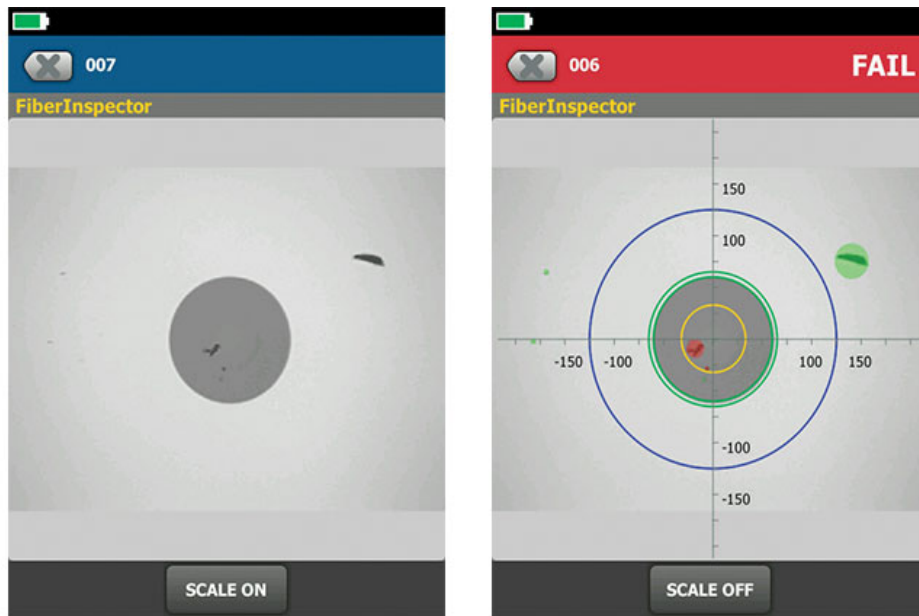 007
FiberInspector
SCALE ON
006
FAIL
FiberInspector
150
100
-150
-100
100
150
-100
-150
SCALE OFF